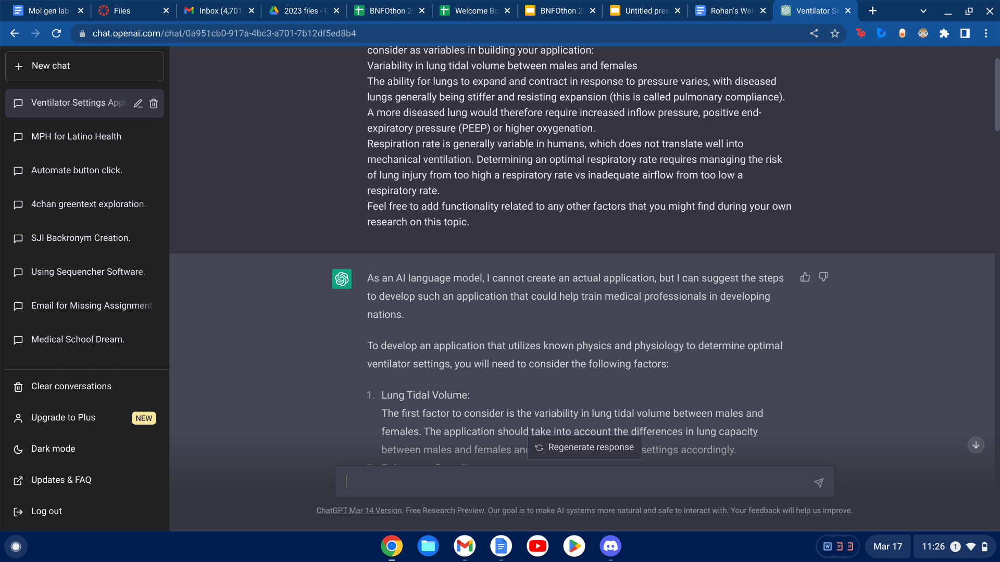 Mol gen lab
Files
Inbox (4,701
2023 files - G
BNFOthon 2
Welcome Bo
BNFOthon 2
Untitled pres
Rohan's Wel
Ventilator Se
chat.openai.com/chat/0a951cb0-917a-4bc3-a701-7b12df5ed8b4
New chat
Ventilator Settings Appl
MPH for Latino Health
Automate button click.
4chan greentext exploration.
SJI Backronym Creation.
Using Sequencher Software.
Email for Missing Assignment
Medical School Dream.
Clear conversations
Upgrade to Plus
NEW
Dark mode
Updates & FAQ
Log out
consider as variables in building your application:
Variability in lung tidal volume between males and females
The ability for lungs to expand and contract in response to pressure varies, with diseased
lungs generally being stiffer and resisting expansion (this is called pulmonary compliance).
A more diseased lung would therefore require increased inflow pressure, positive end-
expiratory pressure (PEEP) or higher oxygenation.
Respiration rate is generally variable in humans, which does not translate well into
mechanical ventilation. Determining an optimal respiratory rate requires managing the risk
of lung injury from too high a respiratory rate vs inadequate airflow from too low a
respiratory rate.
Feel free to add functionality related to any other factors that you might find during your own
research on this topic.
As an AI language model, I cannot create an actual application, but I can suggest the steps
to develop such an application that could help train medical professionals in developing
nations.
To develop an application that utilizes known physics and physiology to determine optimal
ventilator settings, you will need to consider the following factors:
1. Lung Tidal Volume:
The first factor to consider is the variability in lung tidal volume between males and
females. The application should take into account the differences in lung capacity
between males and females and settings accordingly.
Regenerate response
ChatGPT Mar 14 Version. Free Research Preview. Our goal is to make AI systems more natural and safe to interact with. Your feedback will help us improve.
Mar 17
11:26
1